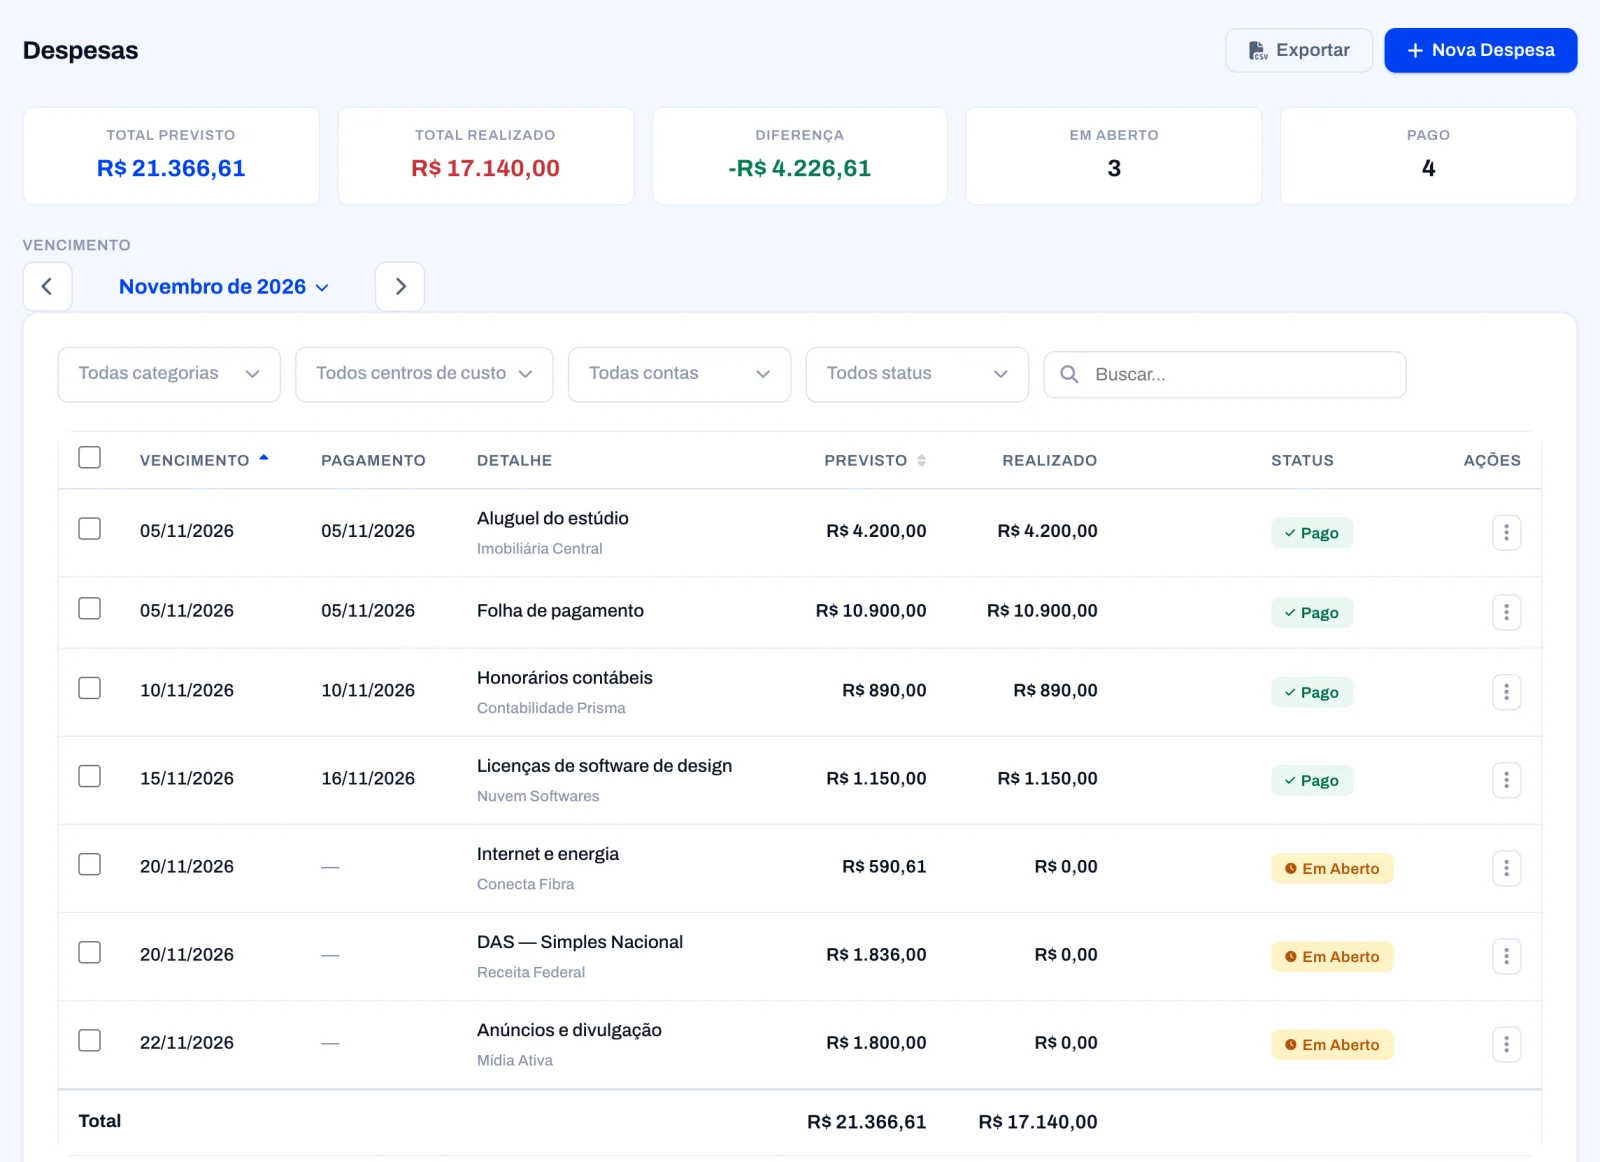 Despesas
CSV Exportar
+ Nova Despesa
TOTAL PREVISTO
R$ 21.366,61
TOTAL REALIZADO
R$ 17.140,00
DIFERENÇA
-R$ 4.226,61
EM ABERTO
3
PAGO
4
VENCIMENTO
Novembro de 2026
Todas categorias
Todos centros de custo
Todas contas
Todos status
Buscar...
VENCIMENTO PAGAMENTO DETALHE PREVISTO REALIZADO STATUS AÇÕES
05/11/2026 05/11/2026 Aluguel do estúdio R$ 4.200,00 R$ 4.200,00 Pago
Imobiliária Central
05/11/2026 05/11/2026 Folha de pagamento R$ 10.900,00 R$ 10.900,00 Pago
10/11/2026 10/11/2026 Honorários contábeis R$ 890,00 R$ 890,00 Pago
Contabilidade Prisma
15/11/2026 16/11/2026 Licenças de software de design R$ 1.150,00 R$ 1.150,00 Pago
Nuvem Softwares
20/11/2026 — Internet e energia R$ 590,61 R$ 0,00 Em Aberto
Conecta Fibra
20/11/2026 — DAS — Simples Nacional R$ 1.836,00 R$ 0,00 Em Aberto
Receita Federal
22/11/2026 — Anúncios e divulgação R$ 1.800,00 R$ 0,00 Em Aberto
Mídia Ativa
Total R$ 21.366,61 R$ 17.140,00